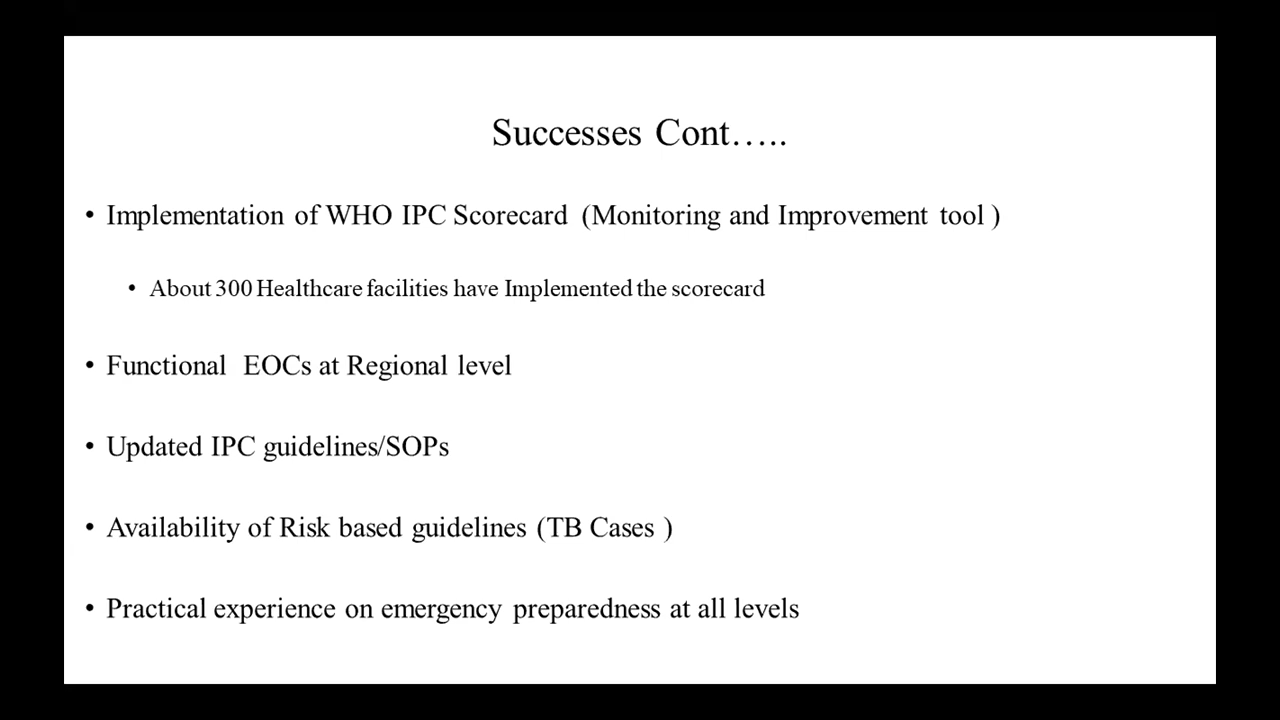 Successes Cont…..
• Implementation of WHO IPC Scorecard (Monitoring and Improvement tool )
• About 300 Healthcare facilities have Implemented the scorecard
• Functional EOCs at Regional level
• Updated IPC guidelines/SOPs
• Availability of Risk based guidelines (TB Cases )
• Practical experience on emergency preparedness at all levels